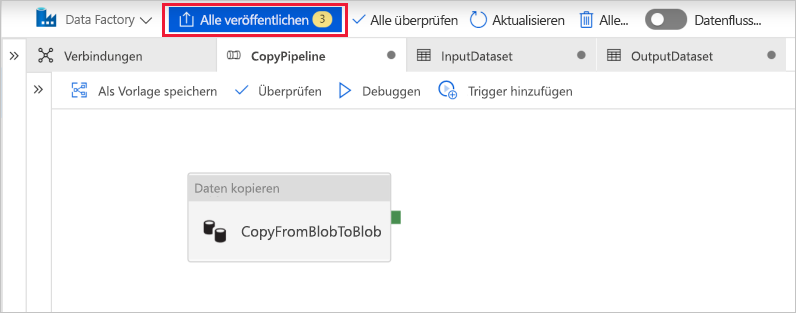 Data Factory Alle veröffentlichen 3 Alle überprüfen Aktualisieren Alle... Datenfluss...
Verbindungen CopyPipeline InputDataset OutputDataset
Als Vorlage speichern Überprüfen Debuggen Trigger hinzufügen
Daten kopieren
CopyFromBlobToBlob